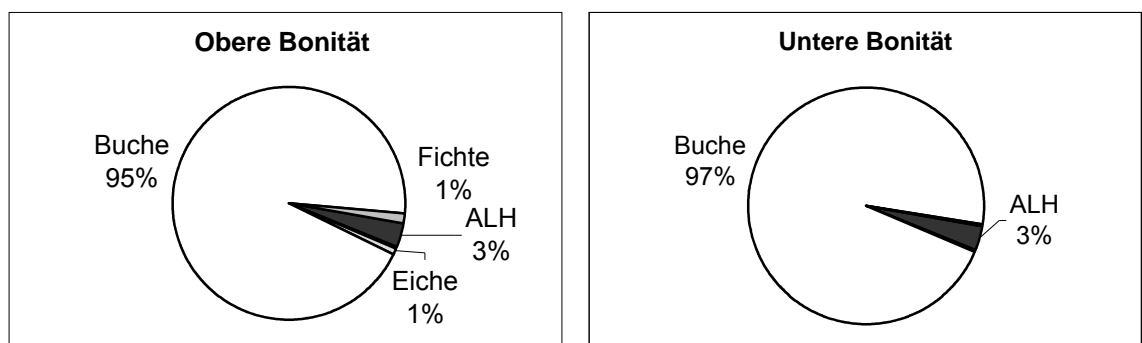 Obere Bonität
Buche
95%
Fichte
1%
ALH
3%
Eiche
1%
Untere Bonität
Buche
97%
ALH
3%